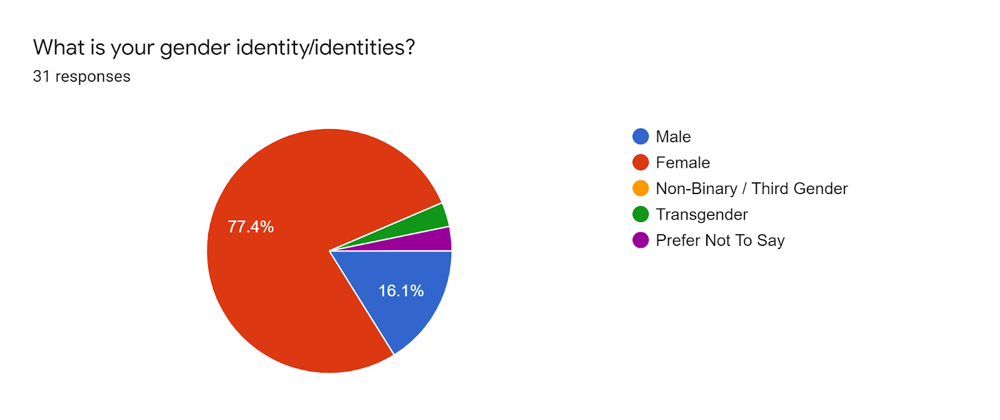 What is your gender identity/identities?
31 responses
77.4%
16.1%
Male
Female
Non-Binary / Third Gender
Transgender
Prefer Not To Say